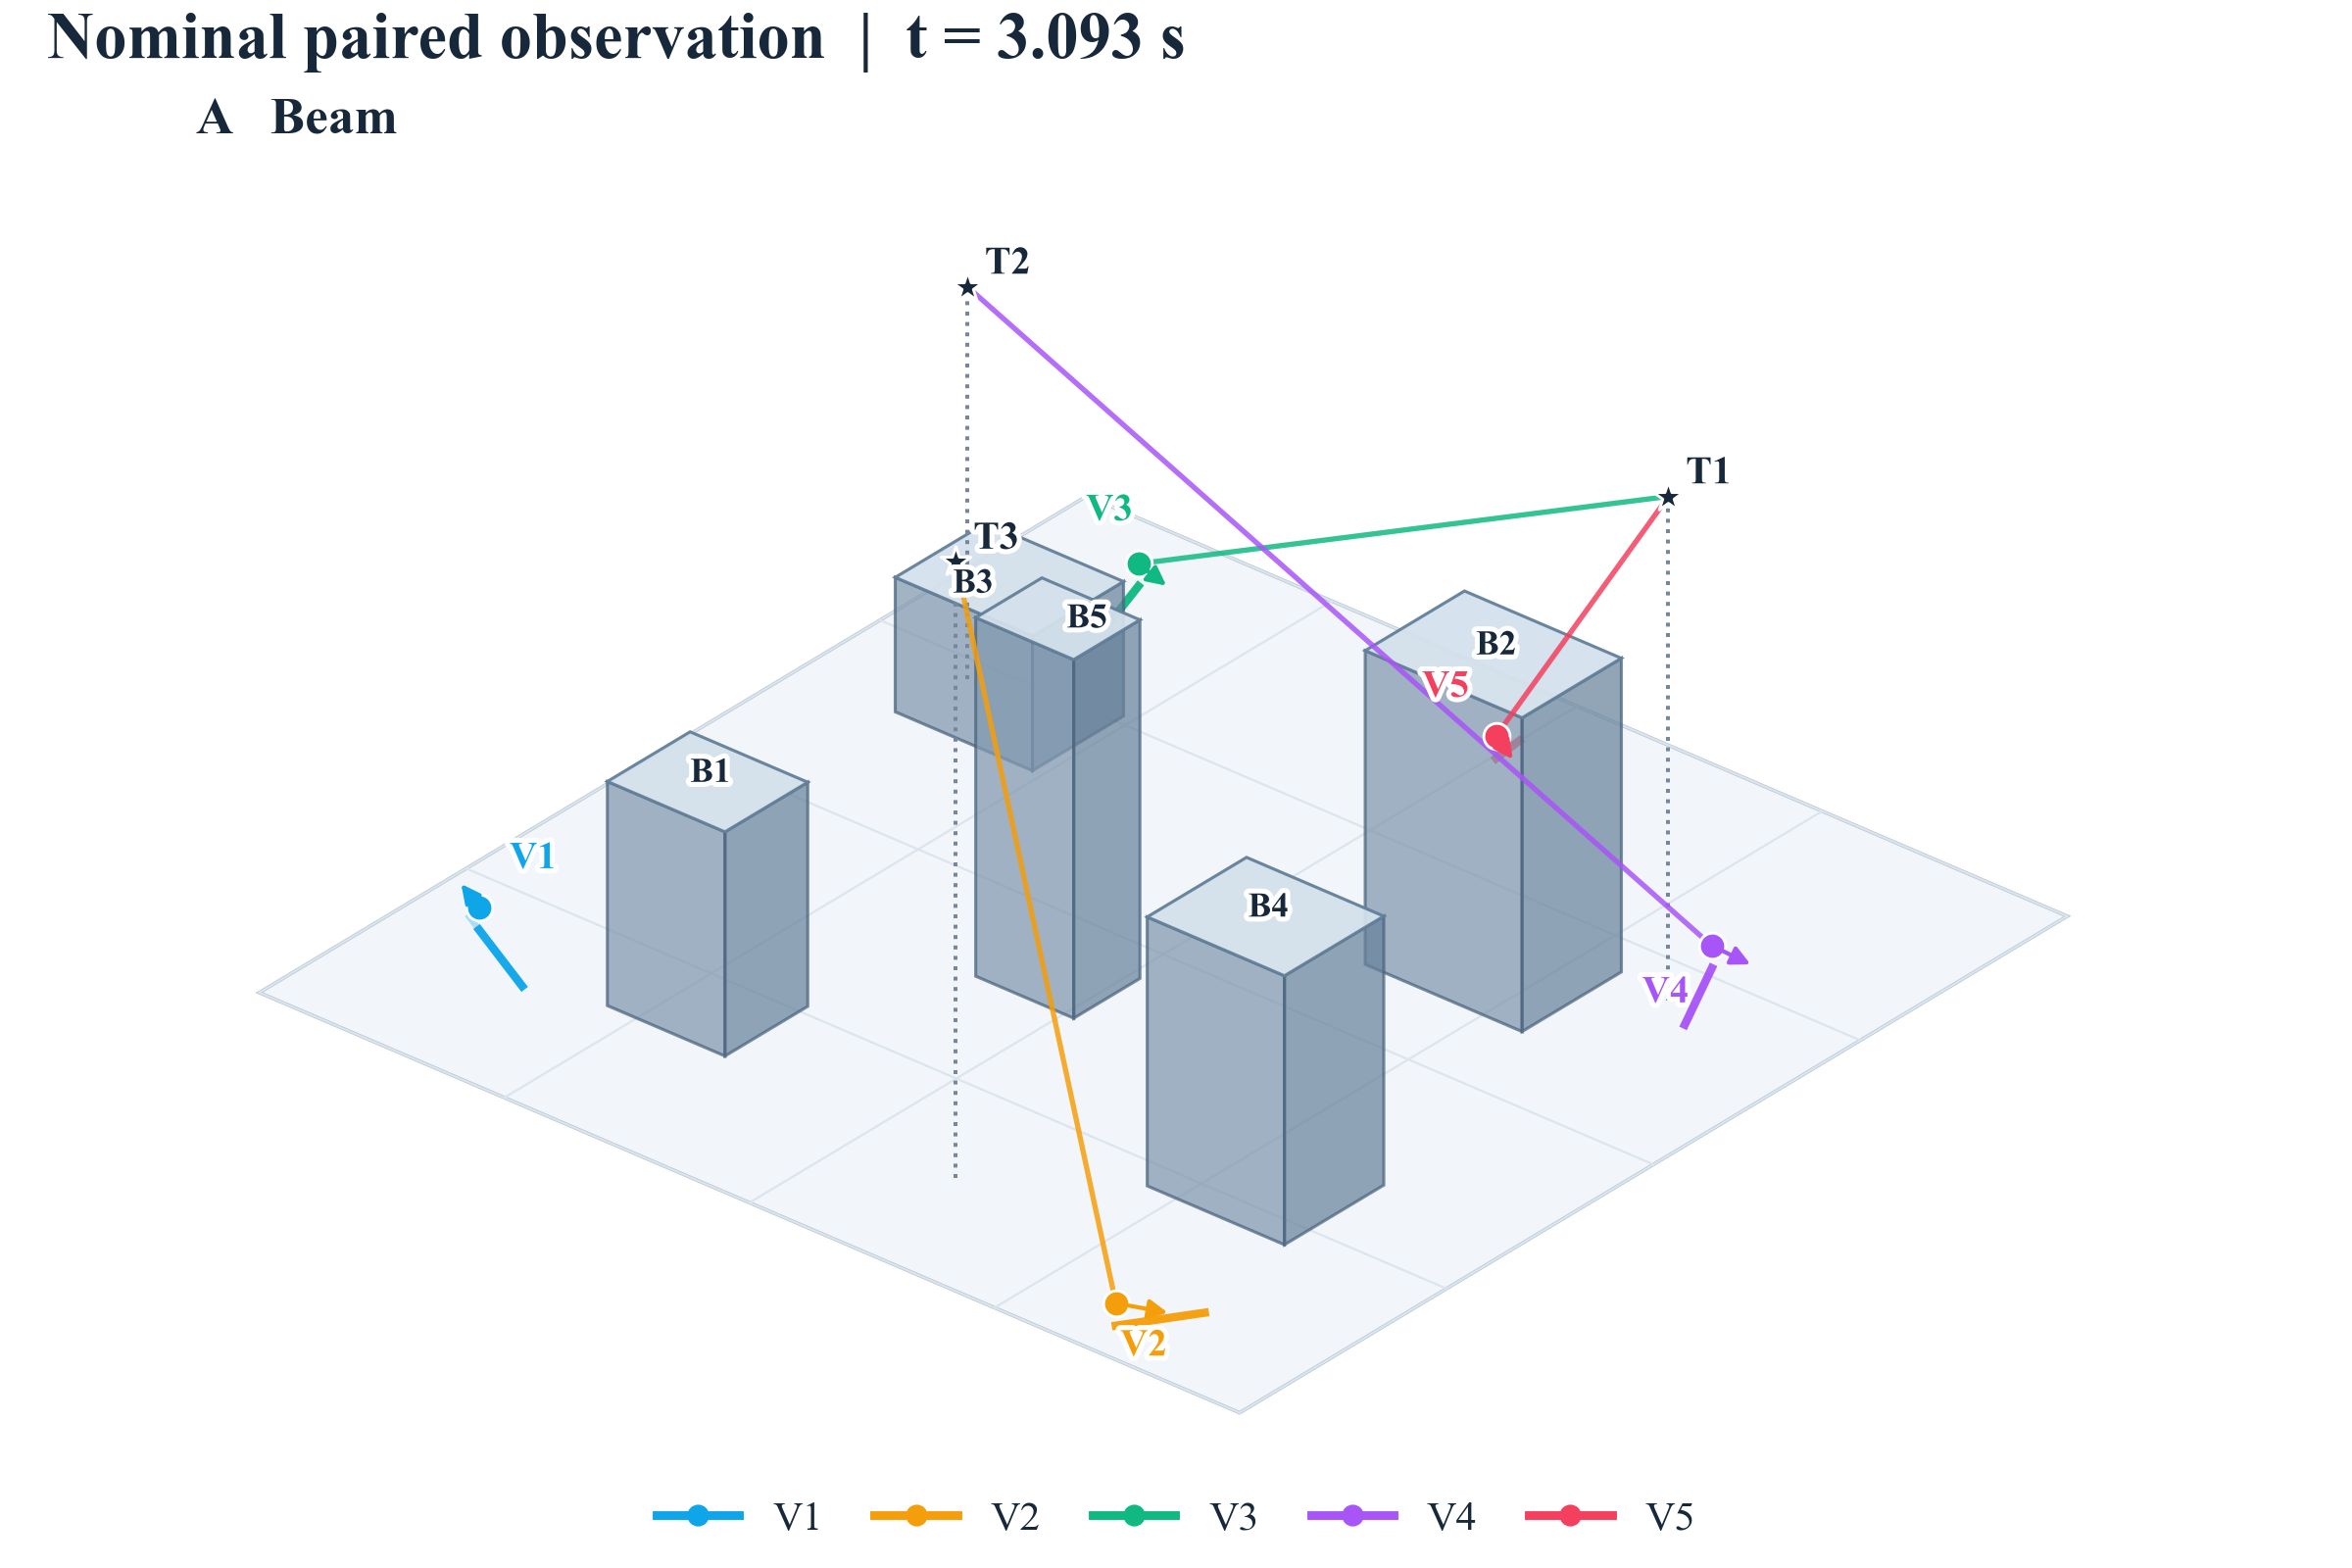 Nominal paired observation | t = 3.093 s
A Beam
T2
T1
V3
T3
B3
B5
B2
V5
B1
V1
B4
V4
V2
V1 V2 V3 V4 V5